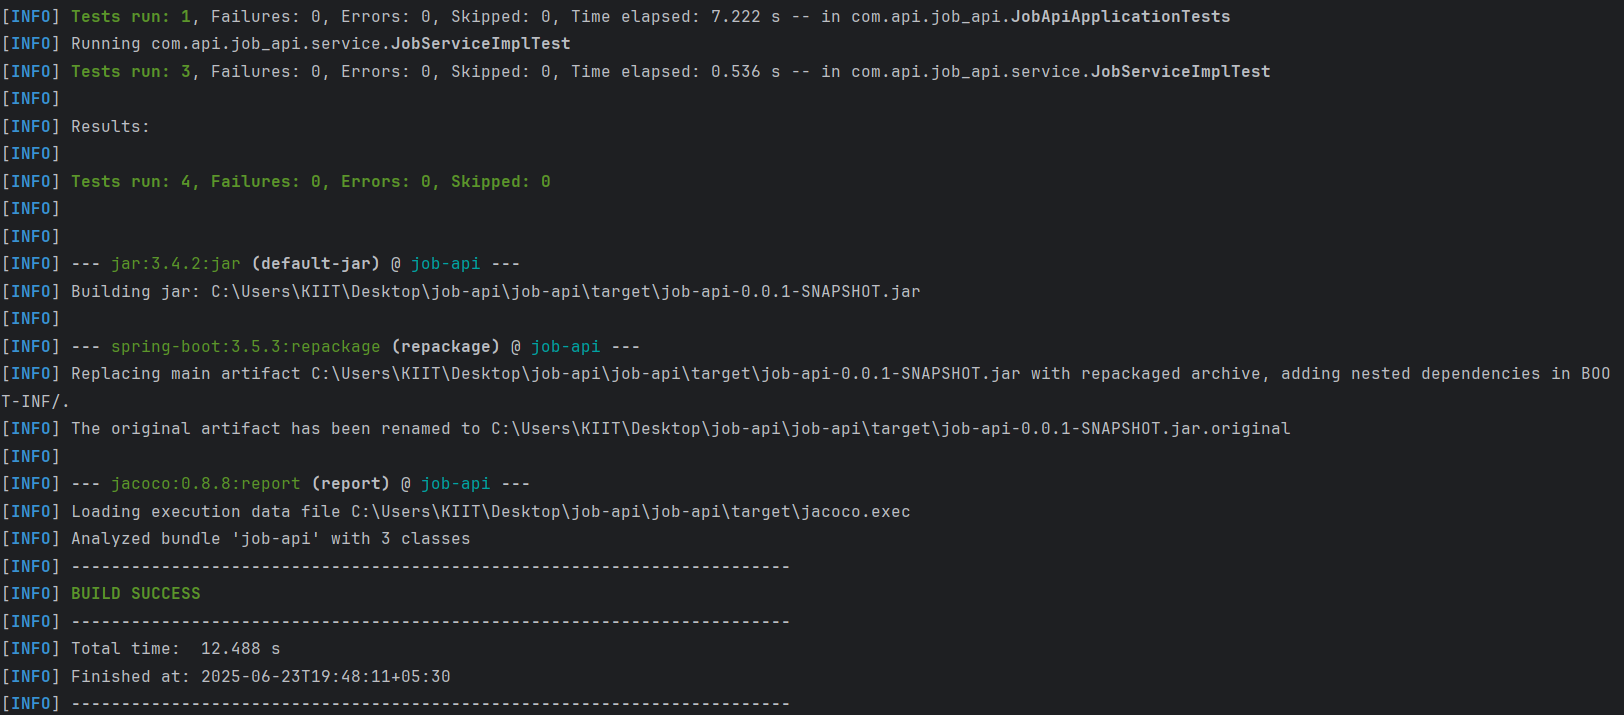 [INFO] Tests run: 1, Failures: 0, Errors: 0, Skipped: 0, Time elapsed: 7.222 s -- in com.api.job_api.JobApiApplicationTests
[INFO] Running com.api.job_api.service.JobServiceImplTest
[INFO] Tests run: 3, Failures: 0, Errors: 0, Skipped: 0, Time elapsed: 0.536 s -- in com.api.job_api.service.JobServiceImplTest
[INFO]
[INFO] Results:
[INFO]
[INFO] Tests run: 4, Failures: 0, Errors: 0, Skipped: 0
[INFO]
[INFO]
[INFO] --- jar:3.4.2:jar (default-jar) @ job-api ---
[INFO] Building jar: C:\Users\KIIT\Desktop\job-api\job-api\target\job-api-0.0.1-SNAPSHOT.jar
[INFO]
[INFO] --- spring-boot:3.5.3:repackage (repackage) @ job-api ---
[INFO] Replacing main artifact C:\Users\KIIT\Desktop\job-api\job-api\target\job-api-0.0.1-SNAPSHOT.jar with repackaged archive, adding nested dependencies in BOO
T-INF/.
[INFO] The original artifact has been renamed to C:\Users\KIIT\Desktop\job-api\job-api\target\job-api-0.0.1-SNAPSHOT.jar.original
[INFO]
[INFO] --- jacoco:0.8.8:report (report) @ job-api ---
[INFO] Loading execution data file C:\Users\KIIT\Desktop\job-api\job-api\target\jacoco.exec
[INFO] Analyzed bundle 'job-api' with 3 classes
[INFO] ------------------------------------------------------------------------
[INFO] BUILD SUCCESS
[INFO] ------------------------------------------------------------------------
[INFO] Total time:  12.488 s
[INFO] Finished at: 2025-06-23T19:48:11+05:30
[INFO] ------------------------------------------------------------------------